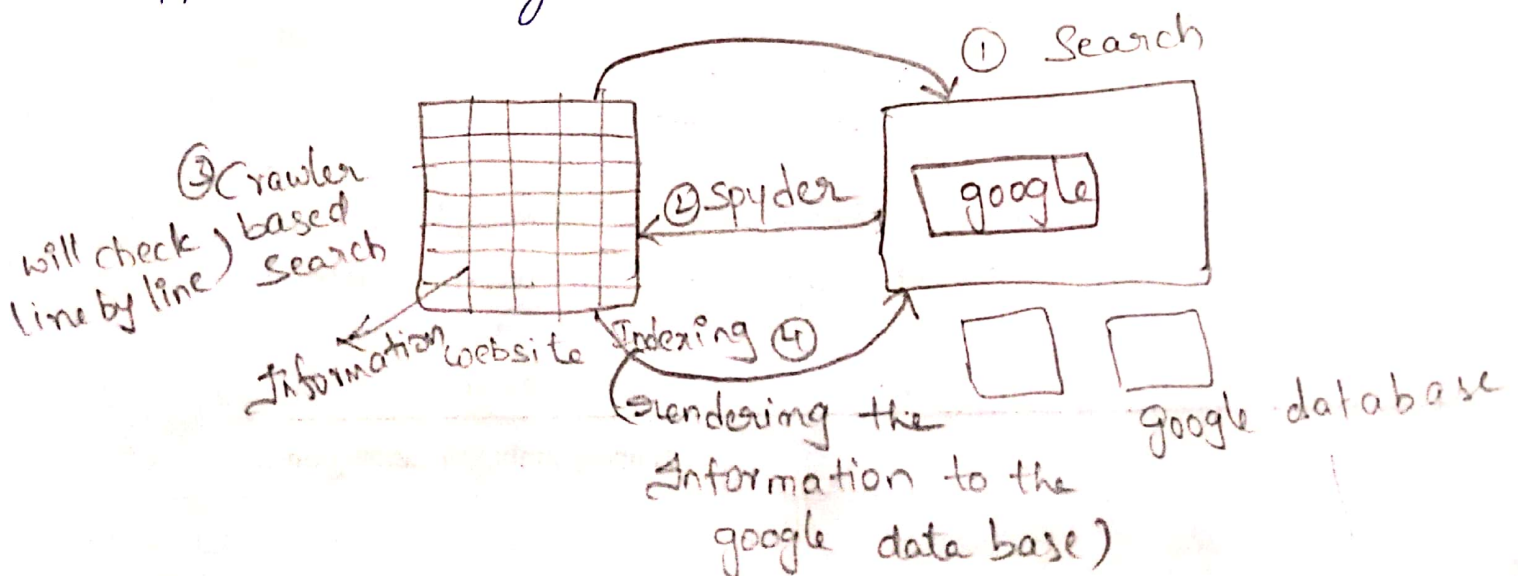 ① Search
google
② Spyder
③ Crawler
will check
line by line) based
search
Information
website
Indexing ④
(rendering the
Information to the
google data base)
google database